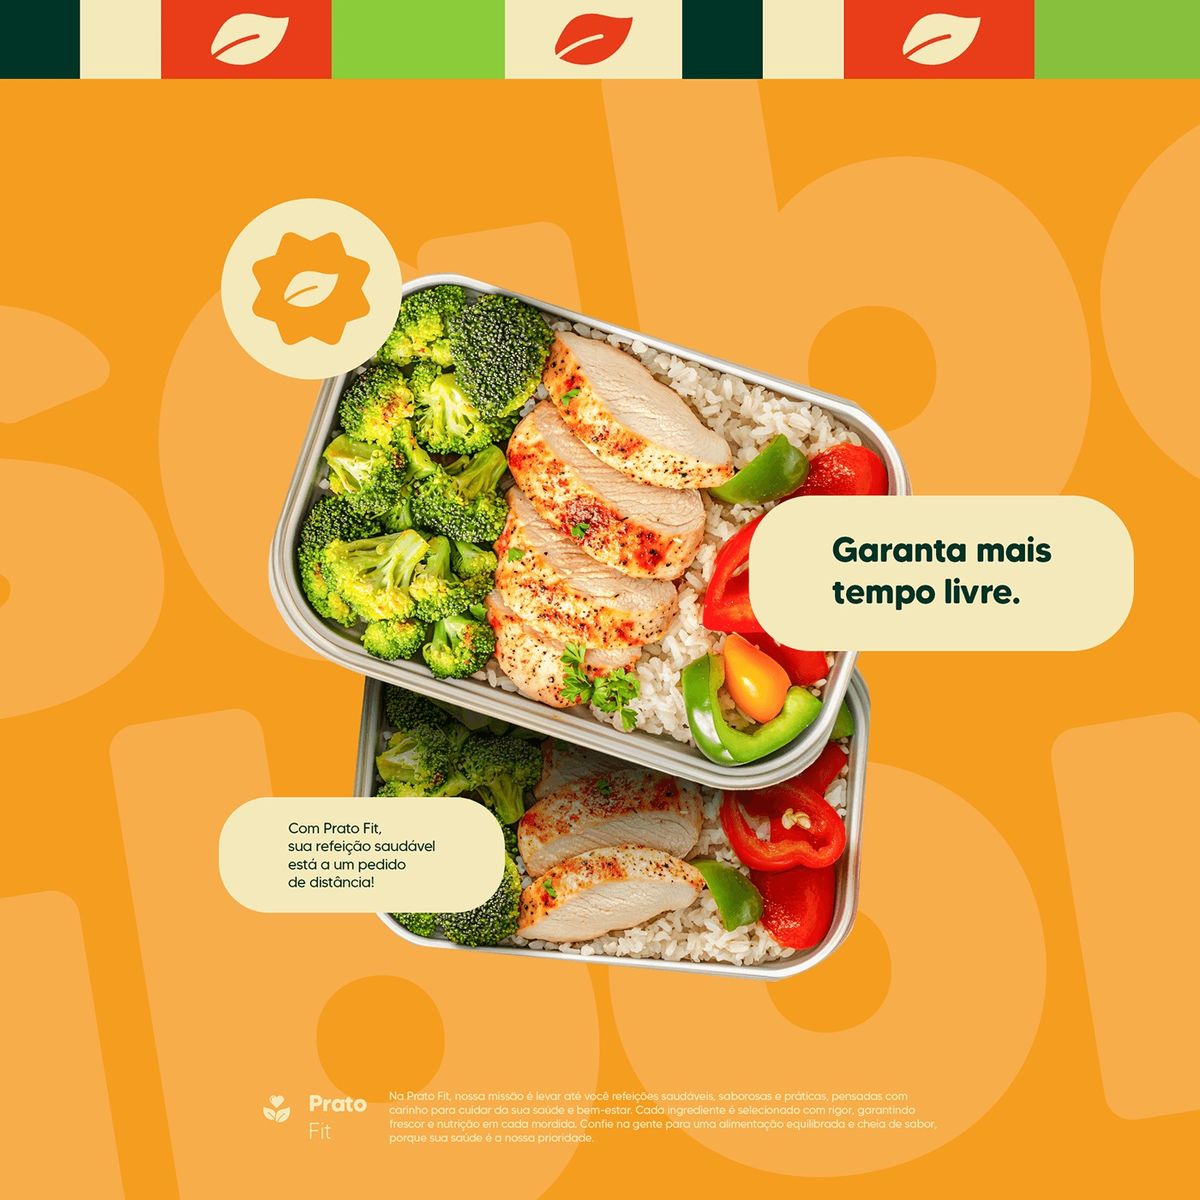 Garanta mais
tempo livre.
Com Prato Fit,
sua refeição saudável
está a um pedido
de distância!
Prato
Fit
Na Prato Fit, nossa missão é levar até você refeições saudáveis, saborosas e práticas, pensadas com
carinho para cuidar da sua saúde e bem-estar. Cada ingrediente é selecionado com rigor, garantindo
frescor e nutrição em cada mordida. Confie na gente para uma alimentação equilibrada e cheia de sabor,
porque sua saúde é a nossa prioridade.